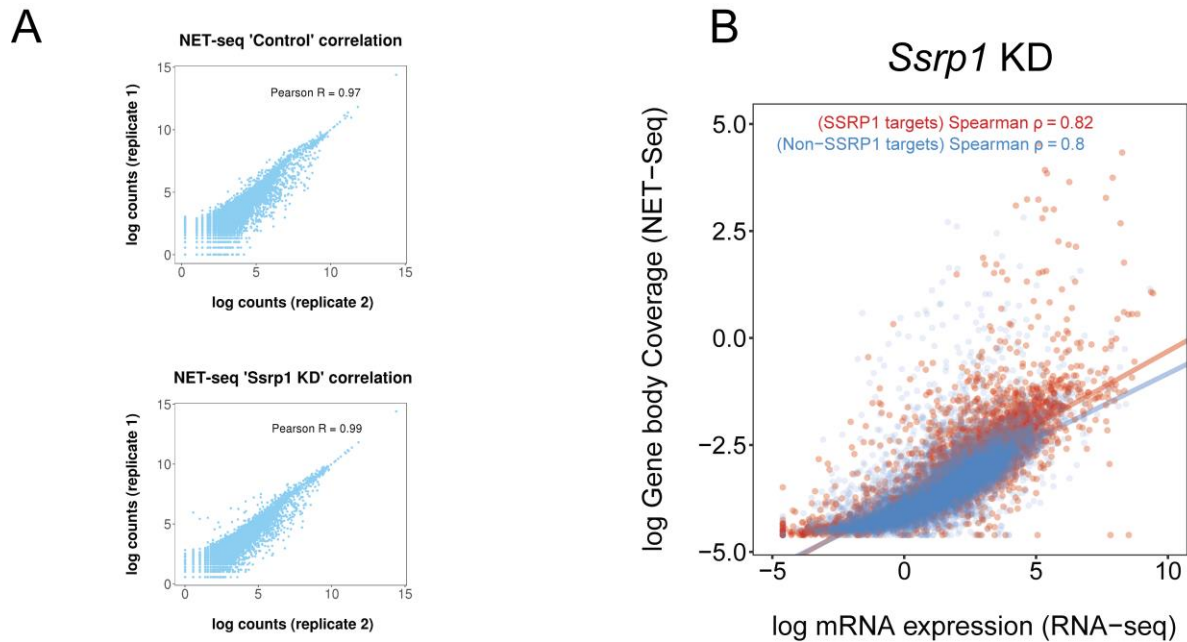 A
NET-seq 'Control' correlation
15
10
5
0
Pearson R = 0.97
log counts (replicate 1)
0 5 10 15
log counts (replicate 2)
NET-seq 'Ssrp1 KD' correlation
15
10
5
0
Pearson R = 0.99
log counts (replicate 1)
0 5 10 15
log counts (replicate 2)
B
Ssrp1 KD
(SSRP1 targets) Spearman ρ = 0.82
(Non-SSRP1 targets) Spearman ρ = 0.8
log Gene body Coverage (NET−Seq)
5.0
2.5
0.0
−2.5
−5.0
−5 0 5 10
log mRNA expression (RNA−seq)